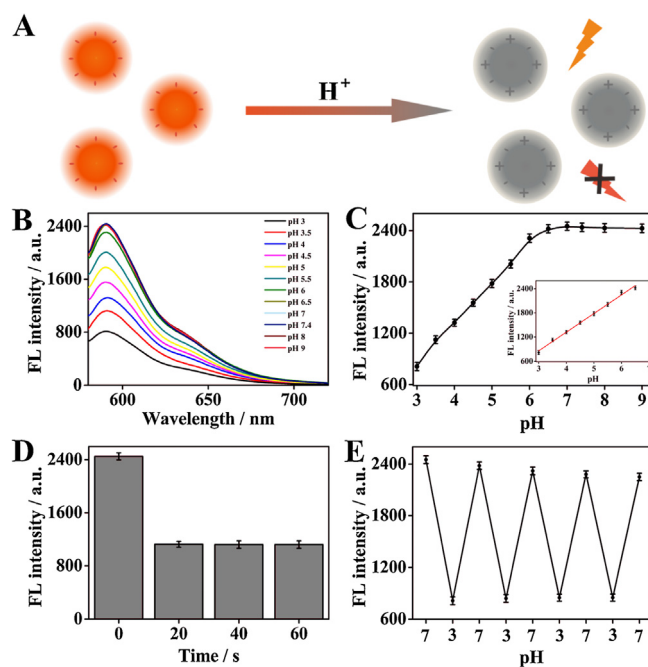 A
H+
B
2400
1600
800
0
FL intensity / a.u.
600
650
700
Wavelength / nm
pH 3
pH 3.5
pH 4
pH 4.5
pH 5
pH 5.5
pH 6
pH 6.5
pH 7
pH 7.4
pH 8
pH 9
C
3000
2400
1800
1200
600
FL intensity / a.u.
3 4 5 6 7 8 9
pH
2400
1800
1200
600
FL intensity / a.u.
3 4 5 6
pH
D
2400
1600
800
0
FL intensity / a.u.
0 20 40 60
Time / s
E
2400
1800
1200
600
FL intensity / a.u.
7 3 7 3 7 3 7 3 7
pH